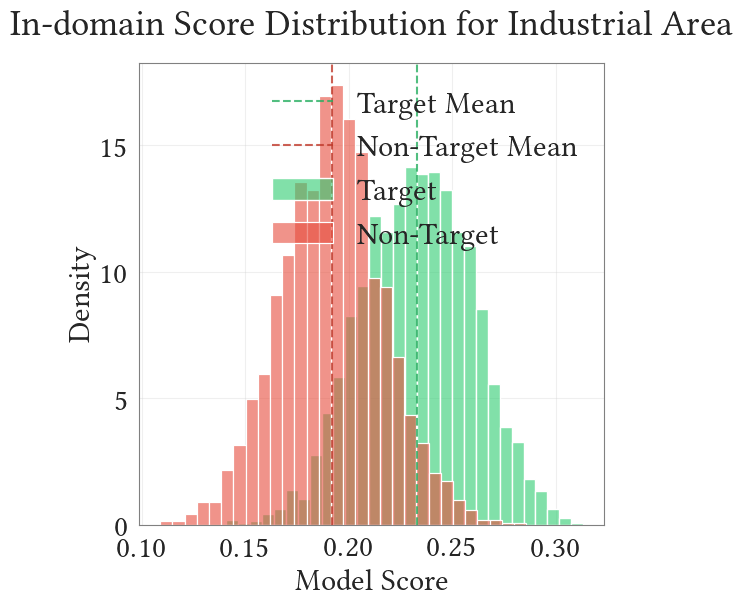 In-domain Score Distribution for Industrial Area
Target Mean
Non-Target Mean
Target
Non-Target
Density
15
10
5
0
0.10 0.15 0.20 0.25 0.30
Model Score